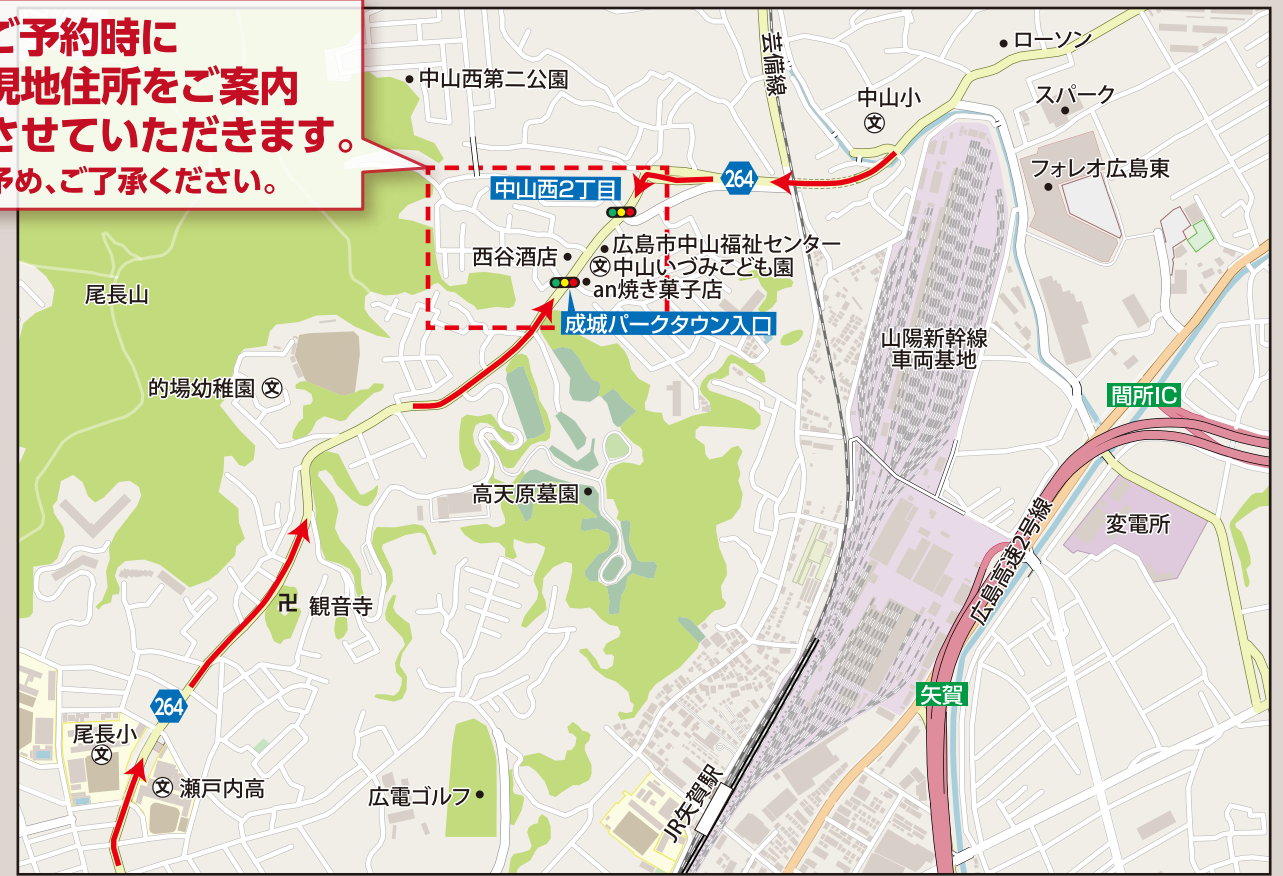 ご予約時に
現地住所をご案内
させていただきます。
予め、ご了承ください。
中山西第二公園
芸備線
ローソン
中山小
文
スパーク
フォレオ広島東
264
中山西2丁目
西谷酒店
広島市中山福祉センター
文 中山いづみこども園
an焼き菓子店
成城パークタウン入口
尾長山
山陽新幹線
車両基地
的場幼稚園 文
間所IC
高天原墓園
広島高速2号線
変電所
卍 観音寺
矢賀
264
尾長小
文
文 瀬戸内高
広電ゴルフ
JR矢賀駅